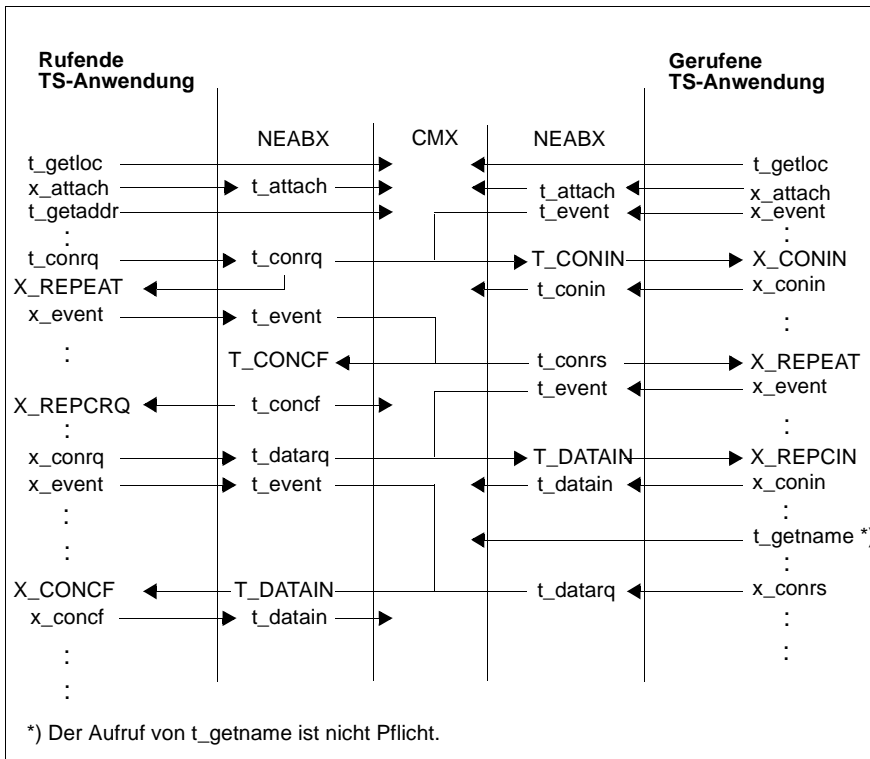 Rufende
TS-Anwendung
Gerufene
TS-Anwendung
NEABX CMX NEABX
t_getloc t_getloc
x_attach t_attach t_attach x_attach
t_getaddr t_event x_event
: :
t_conrq t_conrq T_CONIN X_CONIN
X_REPEAT t_conin x_conin
x_event t_event :
: T_CONCF t_conrs X_REPEAT
t_event x_event
X_REPCRQ t_concf
: :
x_conrq t_datarq T_DATAIN X_REPCIN
x_event t_event t_datain x_conin
: :
: t_getname *)
:
X_CONCF T_DATAIN t_datarq x_conrs
x_concf t_datain :
: :
:
*) Der Aufruf von t_getname ist nicht Pflicht.